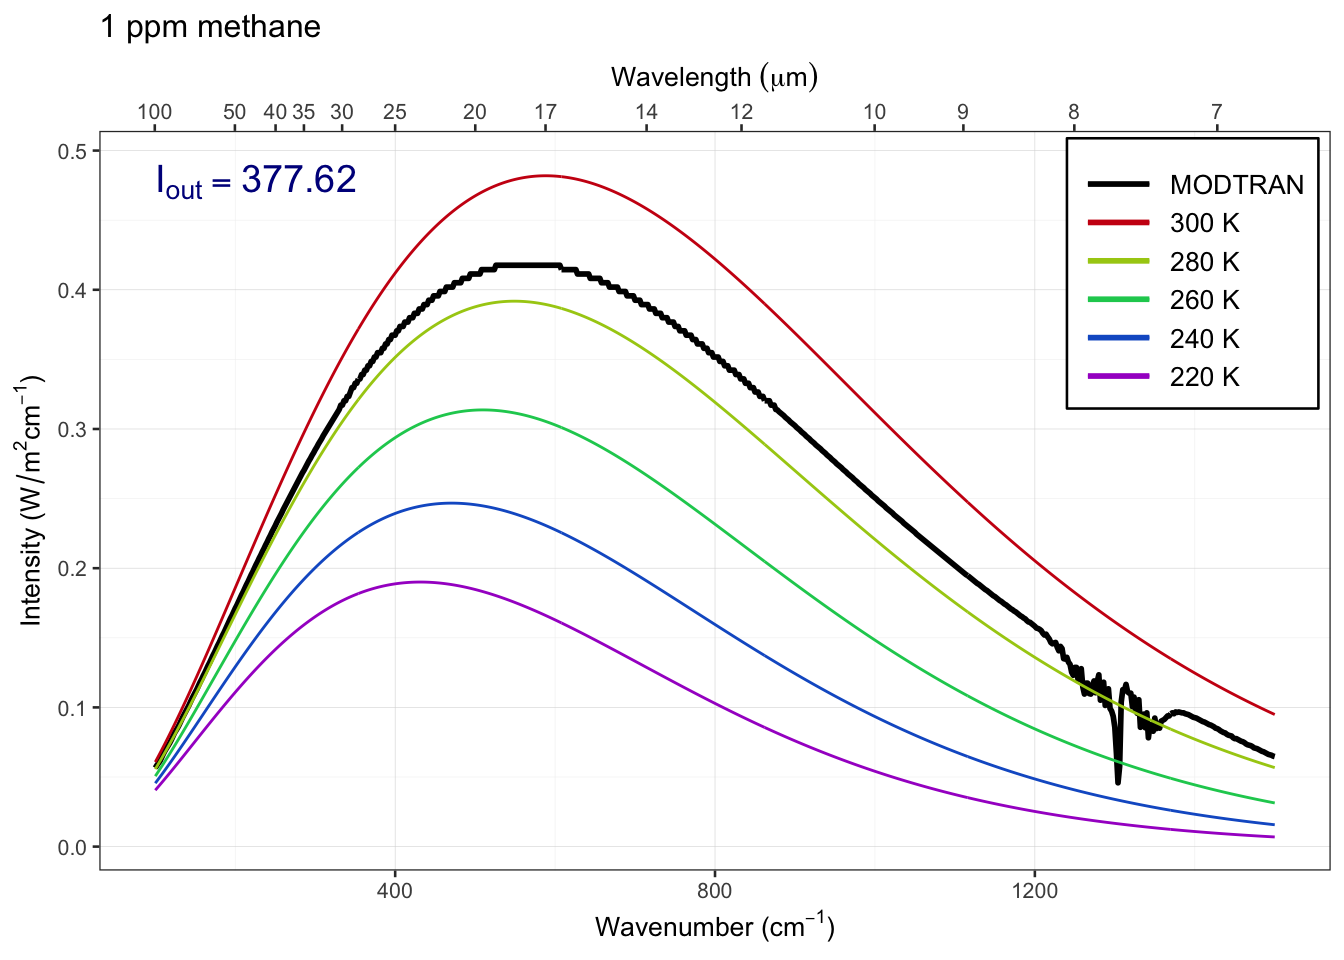 1 ppm methane
Wavelength (μm)
100 50 40 35 30 25 20 17 14 12 10 9 8 7
I_out = 377.62
MODTRAN
300 K
280 K
260 K
240 K
220 K
0.5
0.4
0.3
0.2
0.1
0.0
Intensity (W/m²cm⁻¹)
400 800 1200
Wavenumber (cm⁻¹)